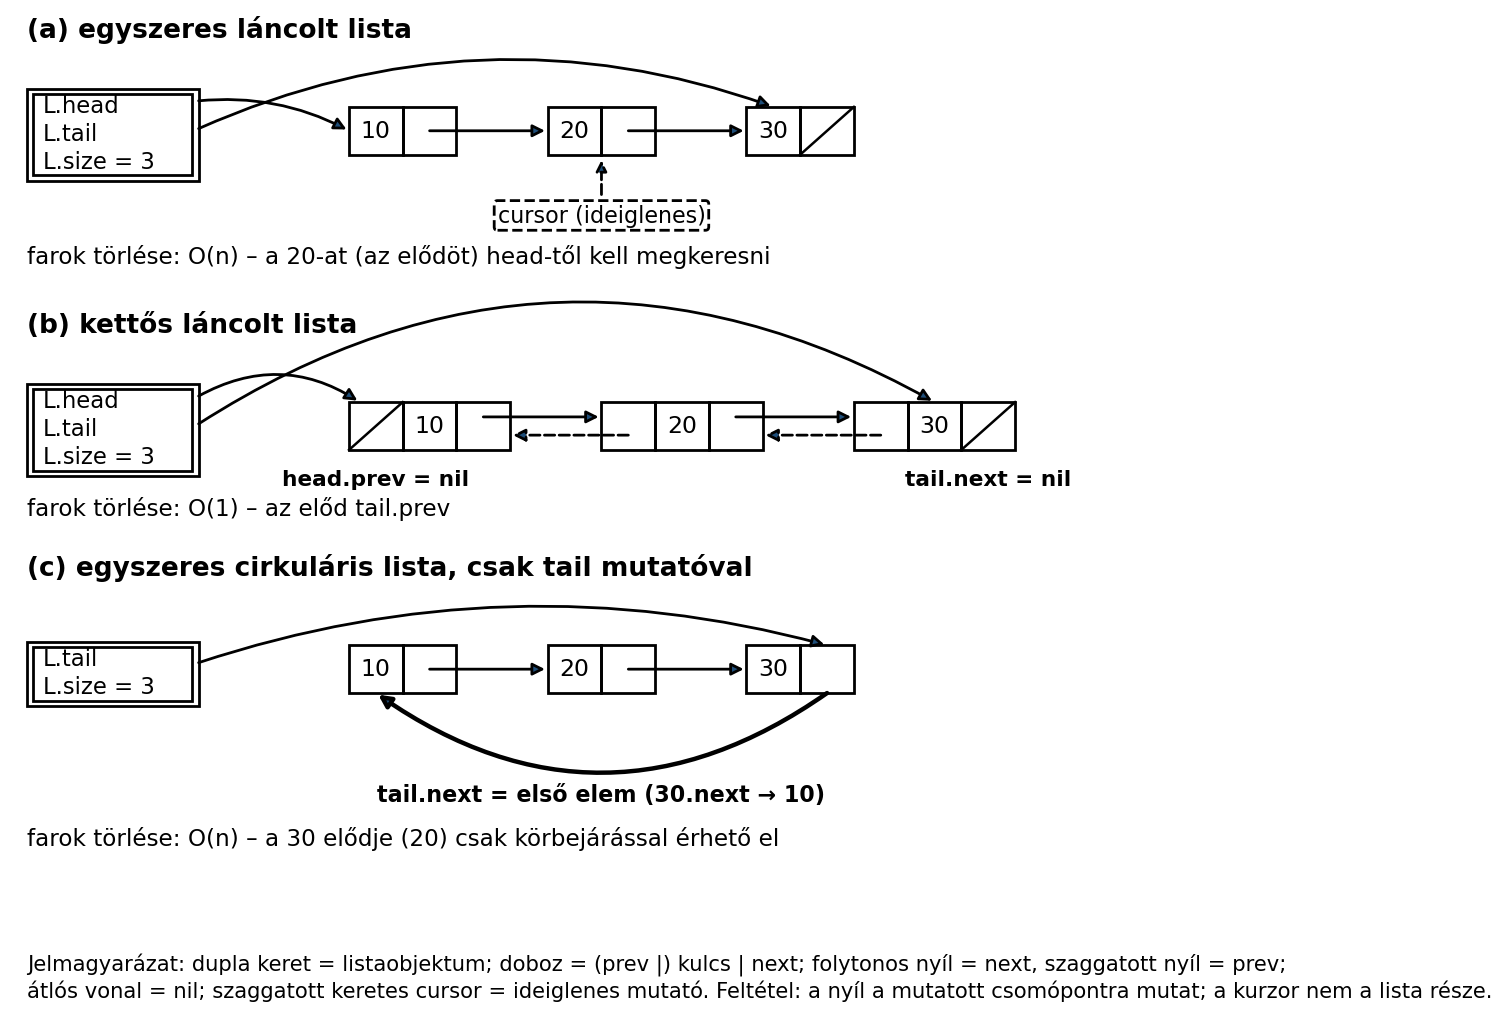 (a) egyszeres láncolt lista
L.head
L.tail
L.size = 3
10
20
30
cursor (ideiglenes)
farok törlése: O(n) – a 20-at (az elődöt) head-től kell megkeresni
(b) kettős láncolt lista
L.head
L.tail
L.size = 3
10
20
30
head.prev = nil
tail.next = nil
farok törlése: O(1) – az előd tail.prev
(c) egyszeres cirkuláris lista, csak tail mutatóval
L.tail
L.size = 3
10
20
30
tail.next = első elem (30.next → 10)
farok törlése: O(n) – a 30 elődje (20) csak körbejárással érhető el
Jelmagyarázat: dupla keret = listaobjektum; doboz = (prev |) kulcs | next; folytonos nyíl = next, szaggatott nyíl = prev;
átlós vonal = nil; szaggatott keretes cursor = ideiglenes mutató. Feltétel: a nyíl a mutatott csomópontra mutat; a kurzor nem a lista része.